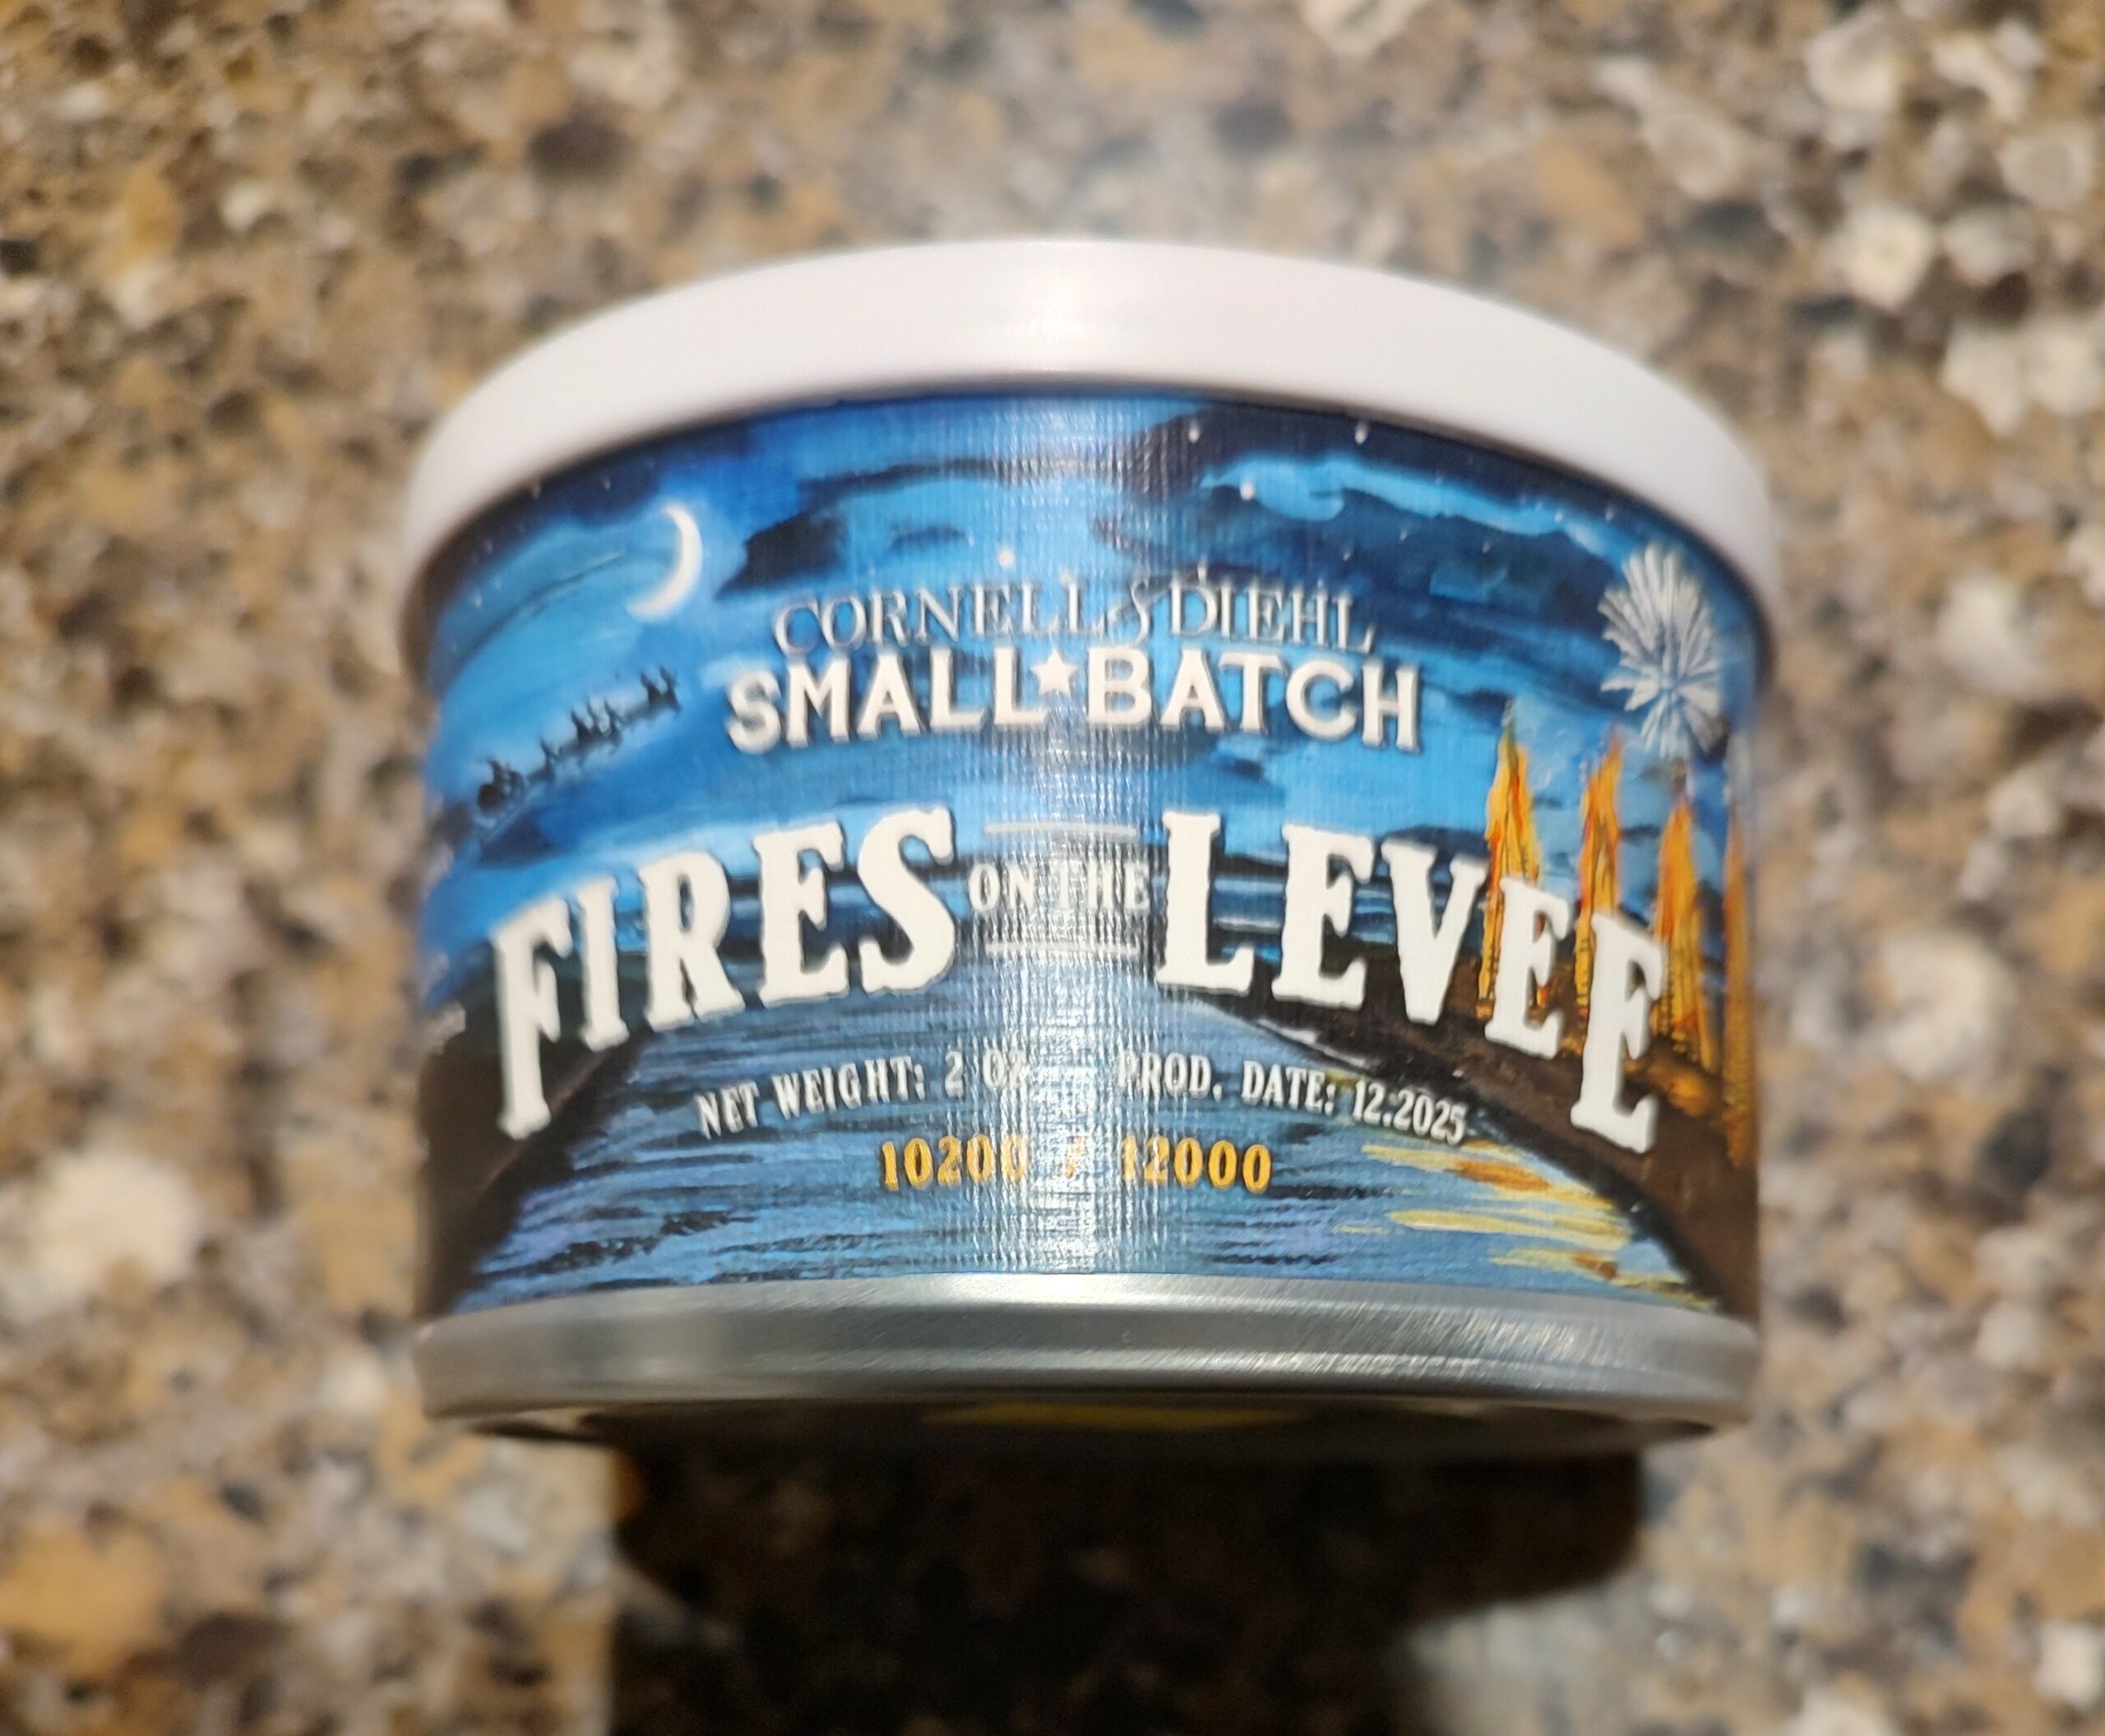 CORNELL & DIEHL
SMALL★BATCH
FIRES ON THE LEVEE
NET WEIGHT: 2 OZ PROD. DATE: 12.2025
10200 / 12000